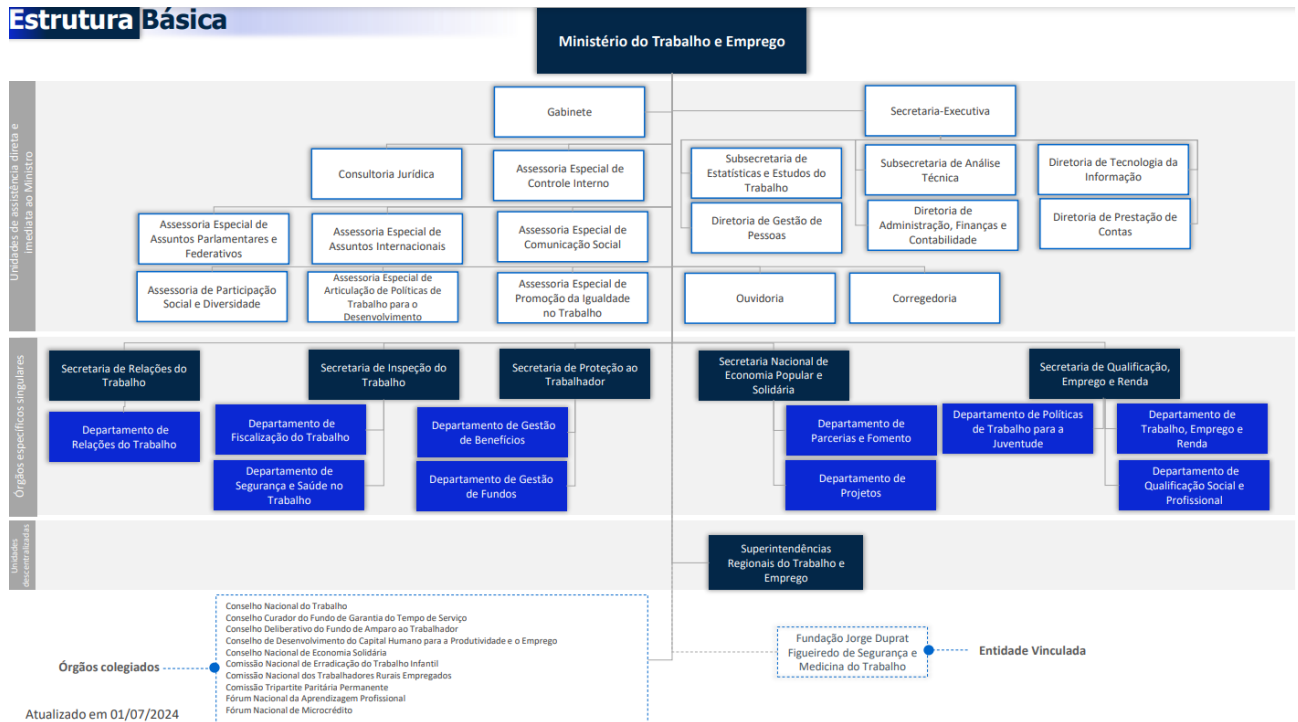 Estrutura Básica
Ministério do Trabalho e Emprego
Unidades de assistência direta e
imediata ao Ministro
Gabinete
Secretaria-Executiva
Consultoria Jurídica
Assessoria Especial de
Controle Interno
Subsecretaria de
Estatísticas e Estudos do
Trabalho
Subsecretaria de Análise
Técnica
Diretoria de Tecnologia da
Informação
Diretoria de Gestão de
Pessoas
Diretoria de
Administração, Finanças e
Contabilidade
Diretoria de Prestação de
Contas
Assessoria Especial de
Assuntos Parlamentares e
Federativos
Assessoria Especial de
Assuntos Internacionais
Assessoria Especial de
Comunicação Social
Assessoria de Participação
Social e Diversidade
Assessoria Especial de
Articulação de Políticas de
Trabalho para o
Desenvolvimento
Assessoria Especial de
Promoção da Igualdade
no Trabalho
Ouvidoria
Corregedoria
Órgãos específicos singulares
Secretaria de Relações do
Trabalho
Secretaria de Inspeção do
Trabalho
Secretaria de Proteção ao
Trabalhador
Secretaria Nacional de
Economia Popular e
Solidária
Secretaria de Qualificação,
Emprego e Renda
Departamento de
Relações do Trabalho
Departamento de
Fiscalização do Trabalho
Departamento de Gestão
de Benefícios
Departamento de
Parcerias e Fomento
Departamento de Políticas
de Trabalho para a
Juventude
Departamento de
Trabalho, Emprego e
Renda
Departamento de
Segurança e Saúde no
Trabalho
Departamento de Gestão
de Fundos
Departamento de
Projetos
Departamento de
Qualificação Social e
Profissional
Unidades
descentralizadas
Superintendências
Regionais do Trabalho e
Emprego
Órgãos colegiados
Conselho Nacional do Trabalho
Conselho Curador do Fundo de Garantia do Tempo de Serviço
Conselho Deliberativo do Fundo de Amparo ao Trabalhador
Conselho de Desenvolvimento do Capital Humano para a Produtividade e o Emprego
Conselho Nacional de Economia Solidária
Comissão Nacional de Erradicação do Trabalho Infantil
Comissão Nacional dos Trabalhadores Rurais Empregados
Comissão Tripartite Paritária Permanente
Fórum Nacional da Aprendizagem Profissional
Fórum Nacional de Microcrédito
Fundação Jorge Duprat
Figueiredo de Segurança e
Medicina do Trabalho
Entidade Vinculada
Atualizado em 01/07/2024